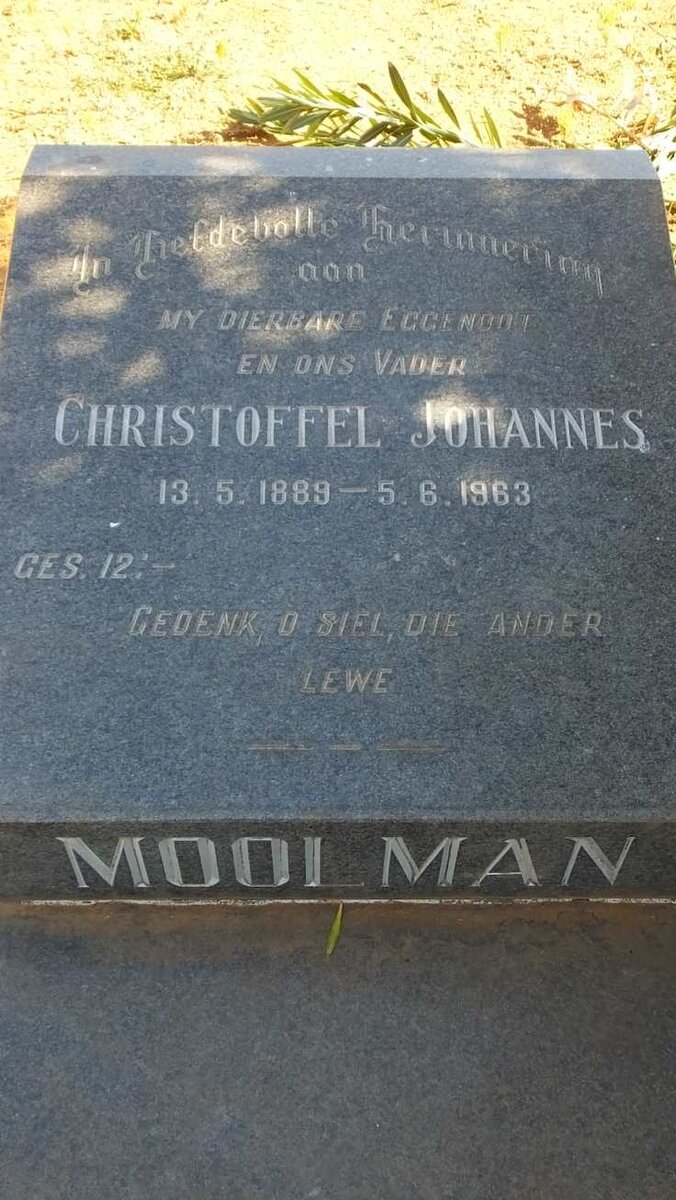 In Liefdevolle Herinnering
aan
MY DIERBARE EGGENOOT
EN ONS VADER
CHRISTOFFEL JOHANNES
13. 5. 1889 — 5. 6. 1963
GES. 12:-
GEDENK, O SIEL, DIE ANDER
LEWE
MOOLMAN